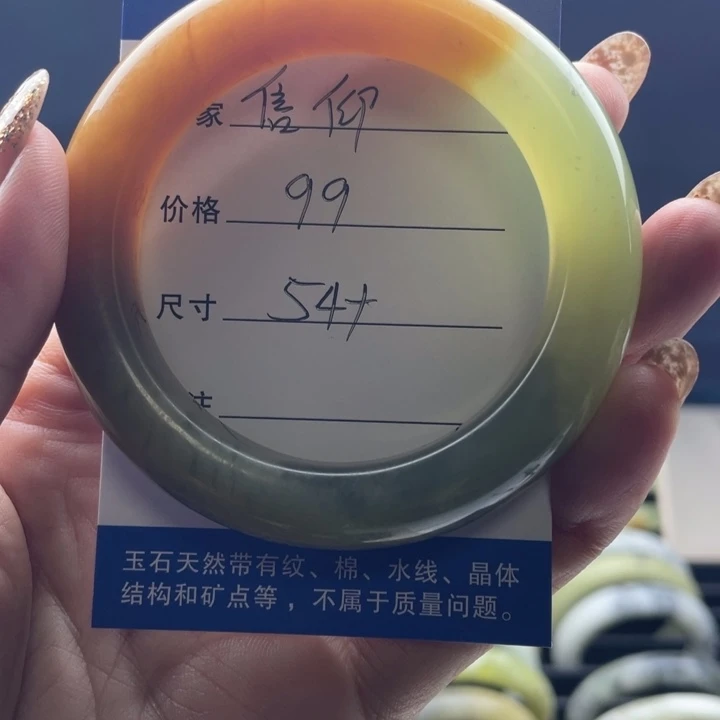 家 信仰
价格 99
尺寸 54+
注
玉石天然带有纹、棉、水线、晶体
结构和矿点等，不属于质量问题。